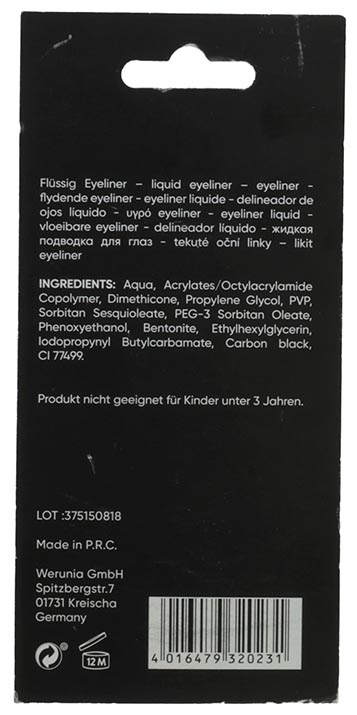 Flüssig Eyeliner – liquid eyeliner – eyeliner -
flydende eyeliner - eyeliner liquide - delineador de
ojos líquido - υγρό eyeliner - eyeliner liquid -
vloeibare eyeliner - delineador líquido - жидкая
подводка для глаз - tekuté oční linky – likit
eyeliner
INGREDIENTS: Aqua, Acrylates/Octylacrylamide
Copolymer, Dimethicone, Propylene Glycol, PVP,
Sorbitan Sesquioleate, PEG-3 Sorbitan Oleate,
Phenoxyethanol, Bentonite, Ethylhexylglycerin,
Iodopropynyl Butylcarbamate, Carbon black,
CI 77499.
Produkt nicht geeignet für Kinder unter 3 Jahren.
LOT :375150818
Made in P.R.C.
Werunia GmbH
Spitzbergstr.7
01731 Kreischa
Germany
12 M
4 016479 320231